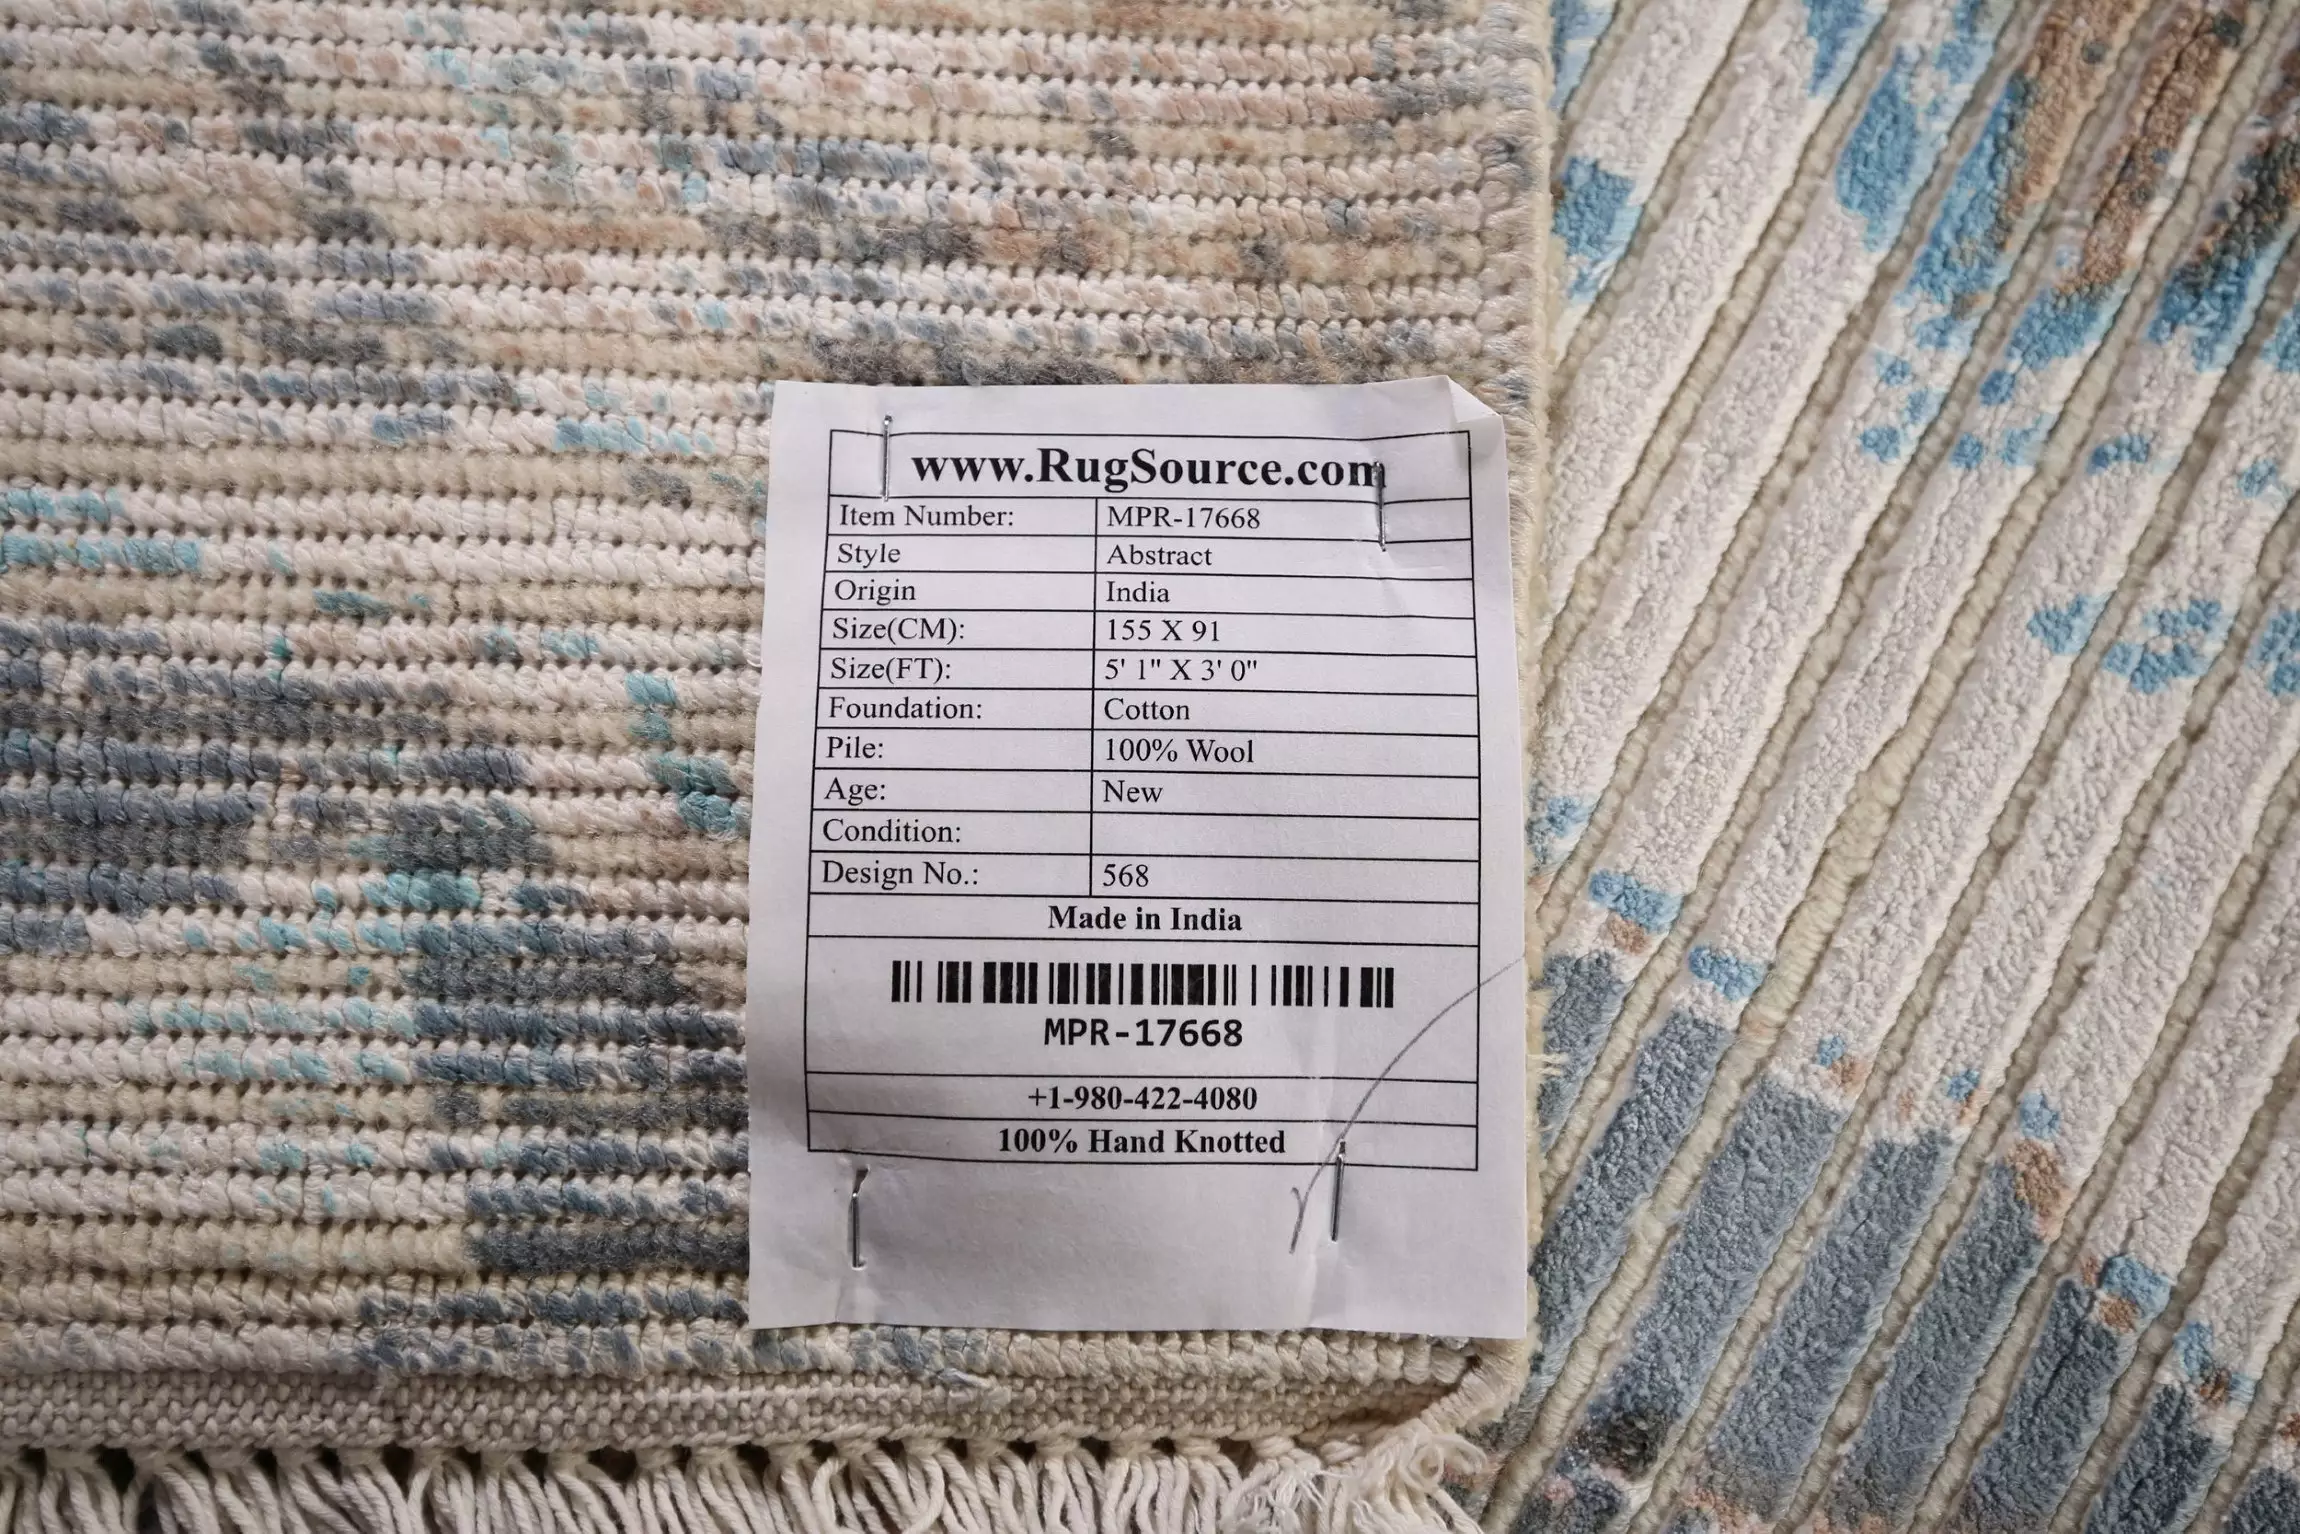 www.RugSource.com
Item Number: MPR-17668
Style Abstract
Origin India
Size(CM): 155 X 91
Size(FT): 5' 1" X 3' 0"
Foundation: Cotton
Pile: 100% Wool
Age: New
Condition:
Design No.: 568
Made in India
MPR-17668
+1-980-422-4080
100% Hand Knotted